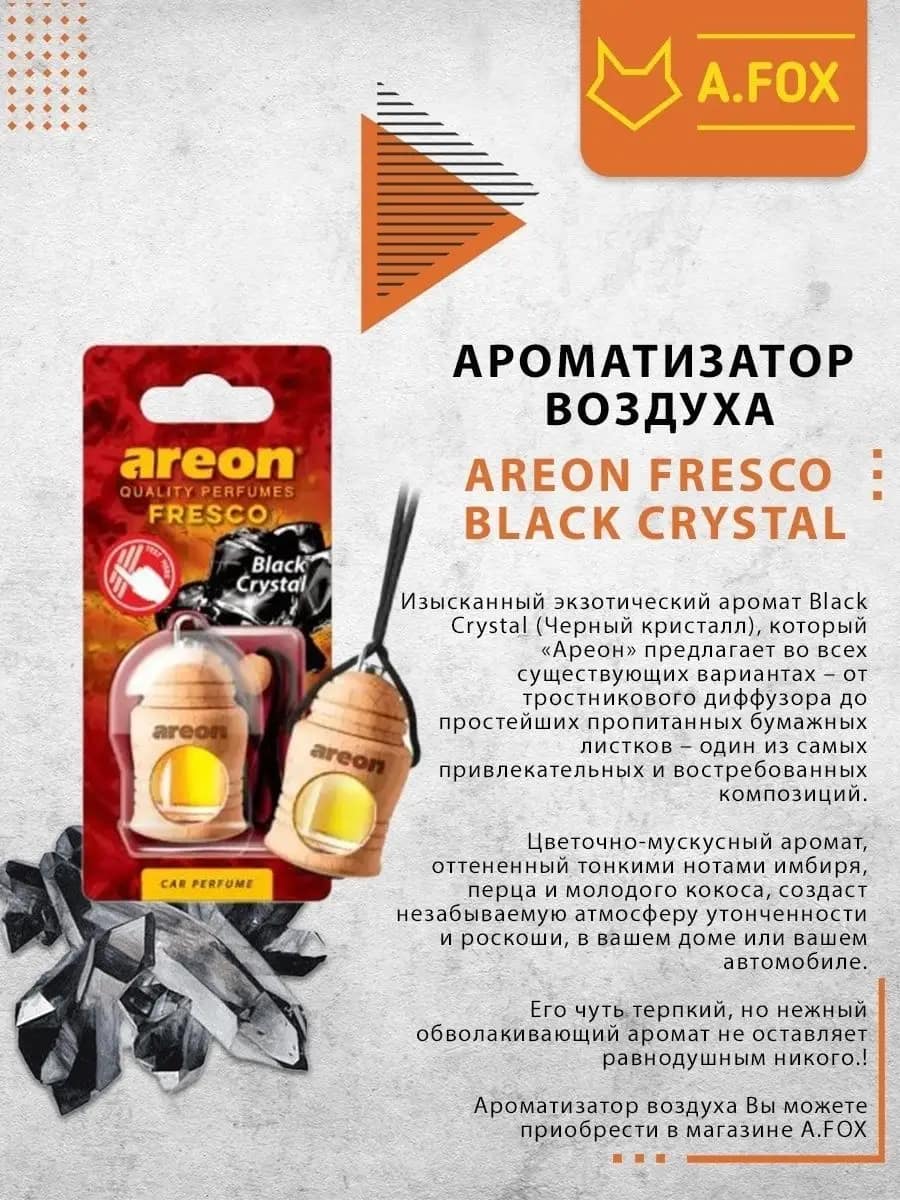 A.FOX
АРОМАТИЗАТОР
ВОЗДУХА
AREON FRESCO
BLACK CRYSTAL
areon
QUALITY PERFUMES
FRESCO
TEST HERE
Black
Crystal
areon
areon
CAR PERFUME
Изысканный экзотический аромат Black
Crystal (Черный кристалл), который
«Ареон» предлагает во всех
существующих вариантах – от
тростникового диффузора до
простейших пропитанных бумажных
листков – один из самых
привлекательных и востребованных
композиций.
Цветочно-мускусный аромат,
оттененный тонкими нотами имбиря,
перца и молодого кокоса, создаст
незабываемую атмосферу утонченности
и роскоши, в вашем доме или вашем
автомобиле.
Его чуть терпкий, но нежный
обволакивающий аромат не оставляет
равнодушным никого.!
Ароматизатор воздуха Вы можете
приобрести в магазине A.FOX